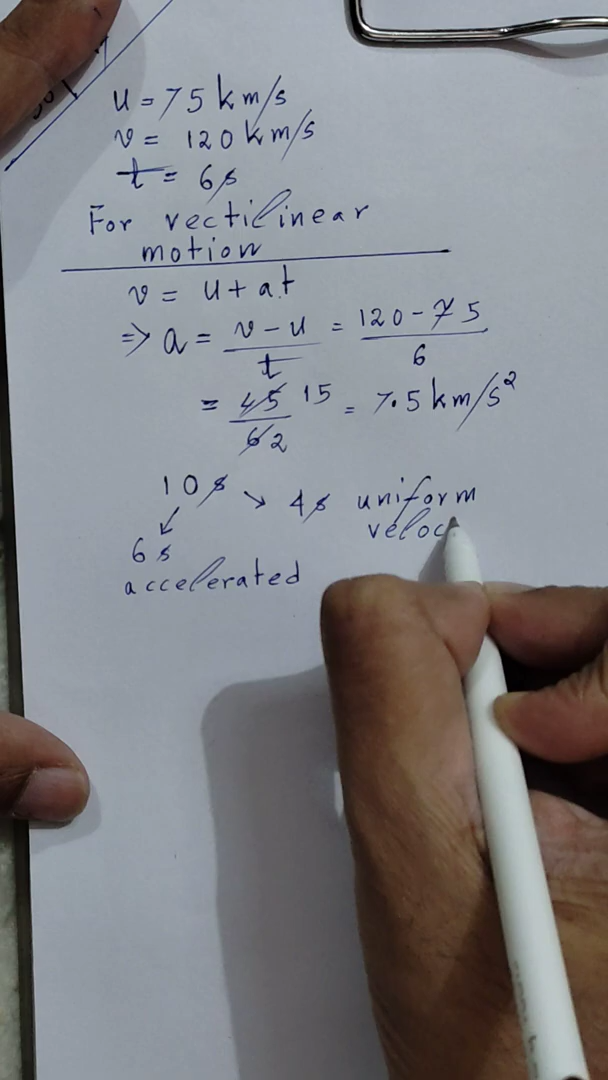 u = 75 km/s
v = 120 km/s
t = 6s
For vectilinear
motion
v = u + at
⇒ a = v - u / t = 120 - 75 / 6
= 45 / 6 15 / 2 = 7.5 km/s²
10s → 4s uniform
veloc
6s
accelerated